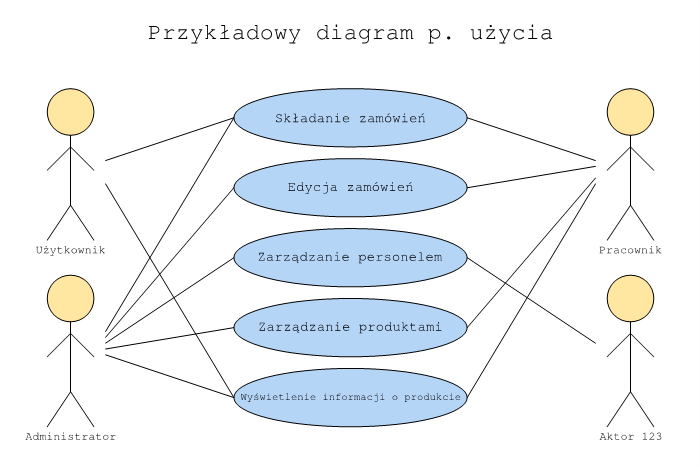 Przykładowy diagram p. użycia
Składanie zamówień
Edycja zamówień
Użytkownik
Pracownik
Zarządzanie personelem
Zarządzanie produktami
Wyświetlenie informacji o produkcie
Administrator
Aktor 123